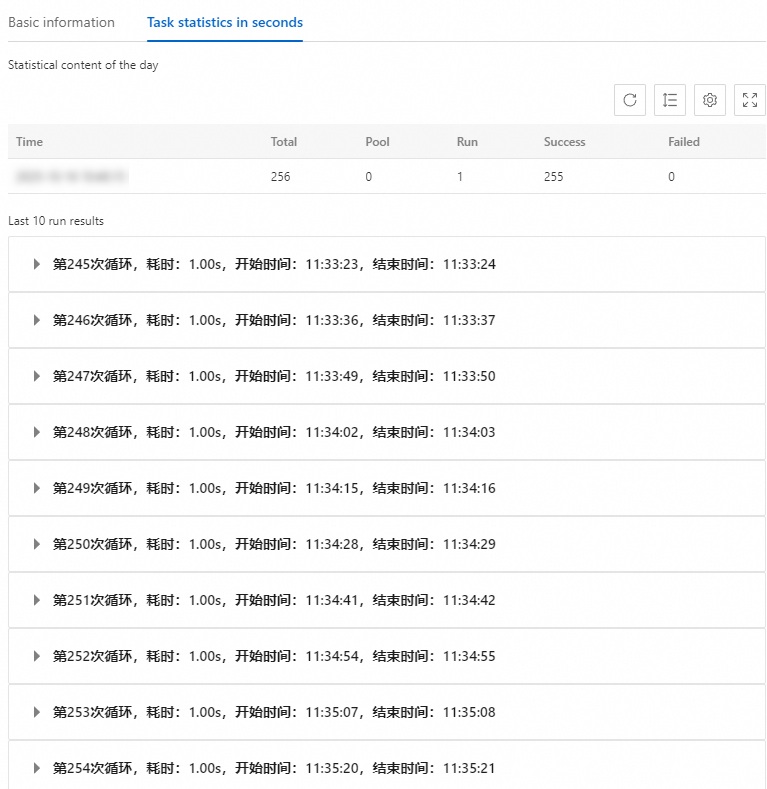 Basic information Task statistics in seconds
Statistical content of the day
Time Total Pool Run Success Failed
256 0 1 255 0
Last 10 run results
第245次循环，耗时：1.00s，开始时间：11:33:23，结束时间：11:33:24
第246次循环，耗时：1.00s，开始时间：11:33:36，结束时间：11:33:37
第247次循环，耗时：1.00s，开始时间：11:33:49，结束时间：11:33:50
第248次循环，耗时：1.00s，开始时间：11:34:02，结束时间：11:34:03
第249次循环，耗时：1.00s，开始时间：11:34:15，结束时间：11:34:16
第250次循环，耗时：1.00s，开始时间：11:34:28，结束时间：11:34:29
第251次循环，耗时：1.00s，开始时间：11:34:41，结束时间：11:34:42
第252次循环，耗时：1.00s，开始时间：11:34:54，结束时间：11:34:55
第253次循环，耗时：1.00s，开始时间：11:35:07，结束时间：11:35:08
第254次循环，耗时：1.00s，开始时间：11:35:20，结束时间：11:35:21